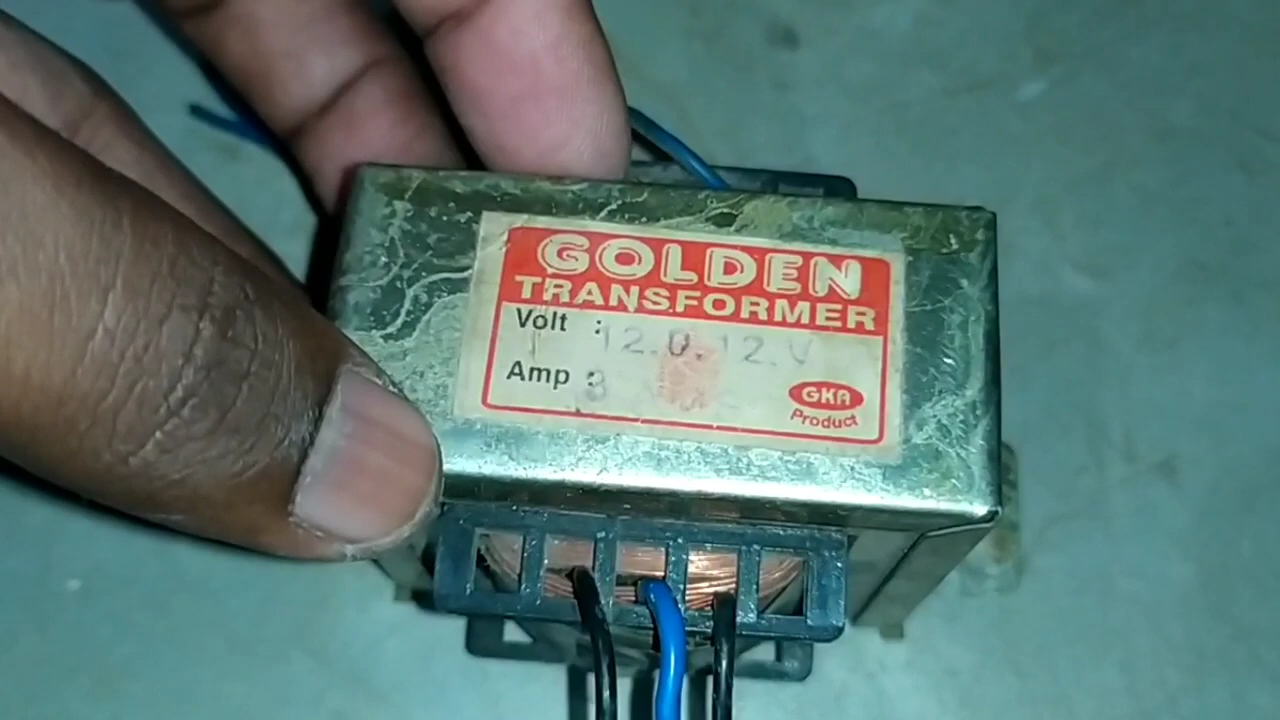 GOLDEN
TRANSFORMER
Volt : 12.0.12.V
Amp : 3
GKA
Product